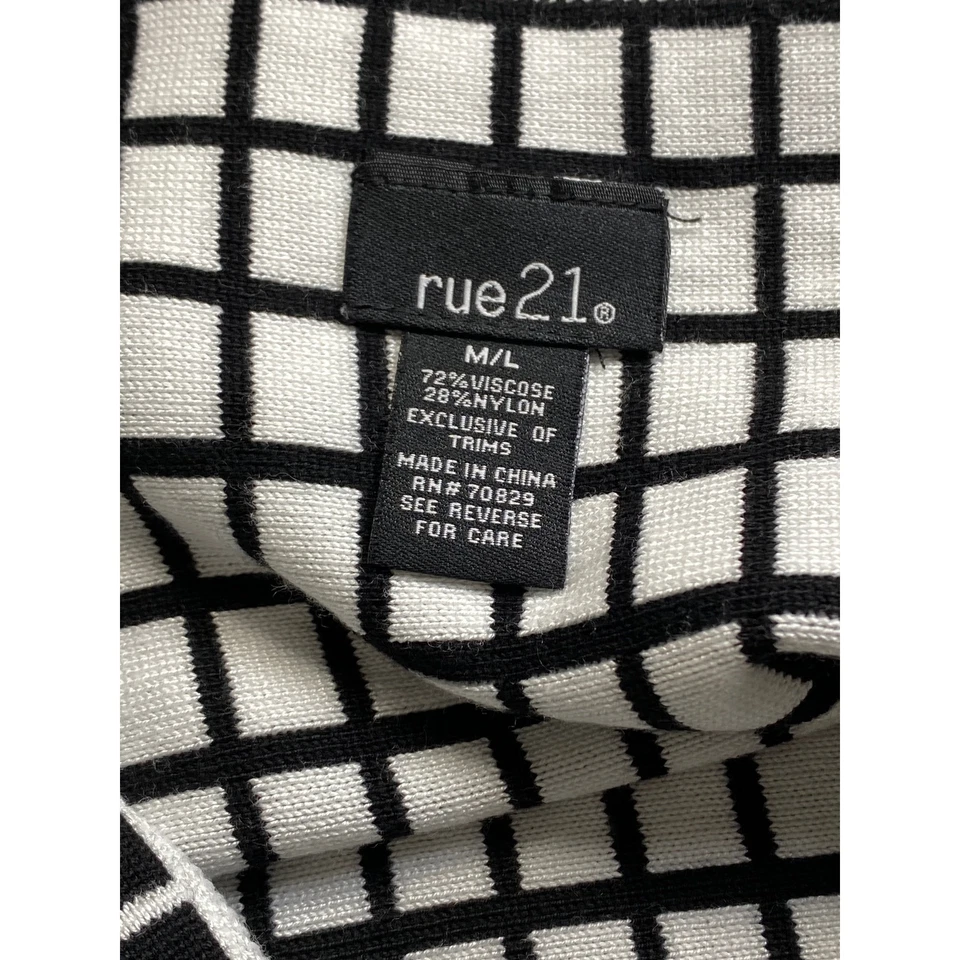 rue21®
M/L
72%VISCOSE
28%NYLON
EXCLUSIVE OF
TRIMS
MADE IN CHINA
RN# 70829
SEE REVERSE
FOR CARE